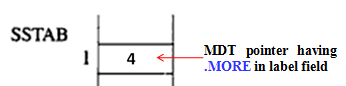 SSTAB
1 4 MDT pointer having
.MORE in label field